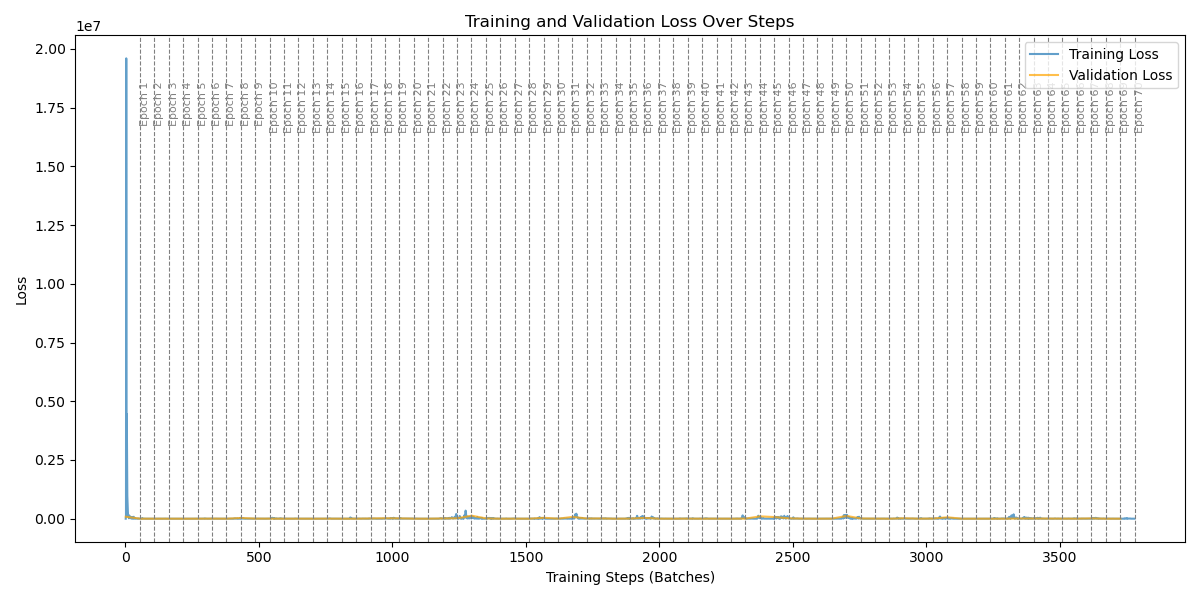 Training and Validation Loss Over Steps
1e7
2.00
1.75
1.50
1.25
1.00
0.75
0.50
0.25
0.00
Loss
Training Loss
Validation Loss
Epoch 1
Epoch 2
Epoch 3
Epoch 4
Epoch 5
Epoch 6
Epoch 7
Epoch 8
Epoch 9
Epoch 10
Epoch 11
Epoch 12
Epoch 13
Epoch 14
Epoch 15
Epoch 16
Epoch 17
Epoch 18
Epoch 19
Epoch 20
Epoch 21
Epoch 22
Epoch 23
Epoch 24
Epoch 25
Epoch 26
Epoch 27
Epoch 28
Epoch 29
Epoch 30
Epoch 31
Epoch 32
Epoch 33
Epoch 34
Epoch 35
Epoch 36
Epoch 37
Epoch 38
Epoch 39
Epoch 40
Epoch 41
Epoch 42
Epoch 43
Epoch 44
Epoch 45
Epoch 46
Epoch 47
Epoch 48
Epoch 49
Epoch 50
Epoch 51
Epoch 52
Epoch 53
Epoch 54
Epoch 55
Epoch 56
Epoch 57
Epoch 58
Epoch 59
Epoch 60
Epoch 61
Epoch 62
Epoch
Epoch
Epoch
Epoch
Epoch
Epoch
Epoch
Epoch
0
500
1000
1500
2000
2500
3000
3500
Training Steps (Batches)